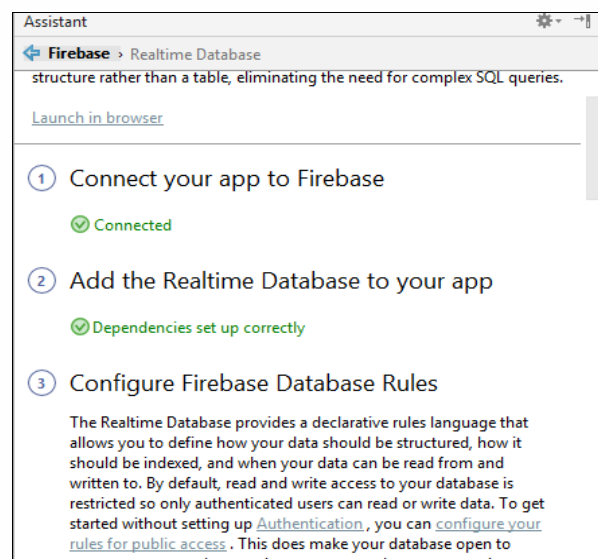 Assistant
Firebase › Realtime Database
structure rather than a table, eliminating the need for complex SQL queries.
Launch in browser
1 Connect your app to Firebase
Connected
2 Add the Realtime Database to your app
Dependencies set up correctly
3 Configure Firebase Database Rules
The Realtime Database provides a declarative rules language that
allows you to define how your data should be structured, how it
should be indexed, and when your data can be read from and
written to. By default, read and write access to your database is
restricted so only authenticated users can read or write data. To get
started without setting up Authentication , you can configure your
rules for public access . This does make your database open to